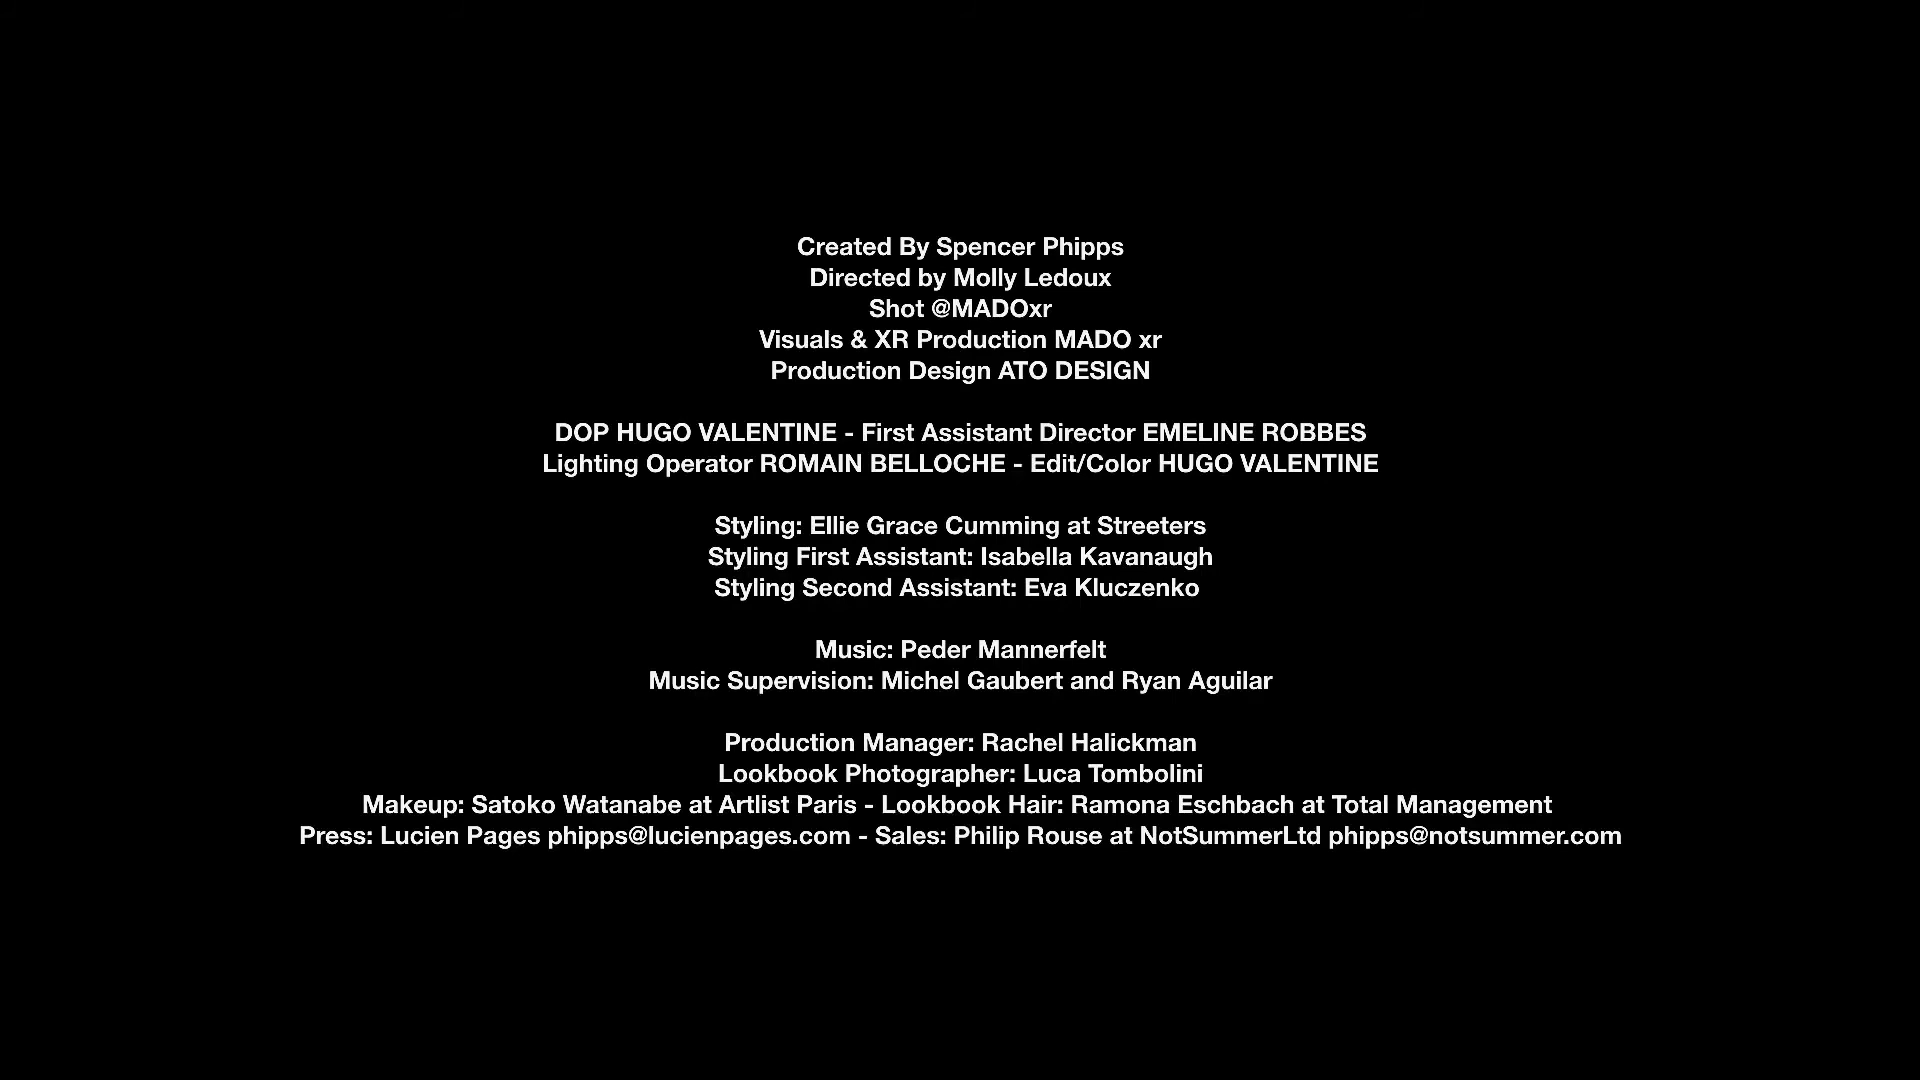 Created By Spencer Phipps
Directed by Molly Ledoux
Shot @MADOxr
Visuals & XR Production MADO xr
Production Design ATO DESIGN
DOP HUGO VALENTINE - First Assistant Director EMELINE ROBBES
Lighting Operator ROMAIN BELLOCHE - Edit/Color HUGO VALENTINE
Styling: Ellie Grace Cumming at Streeters
Styling First Assistant: Isabella Kavanaugh
Styling Second Assistant: Eva Kluczenko
Music: Peder Mannerfelt
Music Supervision: Michel Gaubert and Ryan Aguilar
Production Manager: Rachel Halickman
Lookbook Photographer: Luca Tombolini
Makeup: Satoko Watanabe at Artlist Paris - Lookbook Hair: Ramona Eschbach at Total Management
Press: Lucien Pages phipps@lucienpages.com - Sales: Philip Rouse at NotSummerLtd phipps@notsummer.com